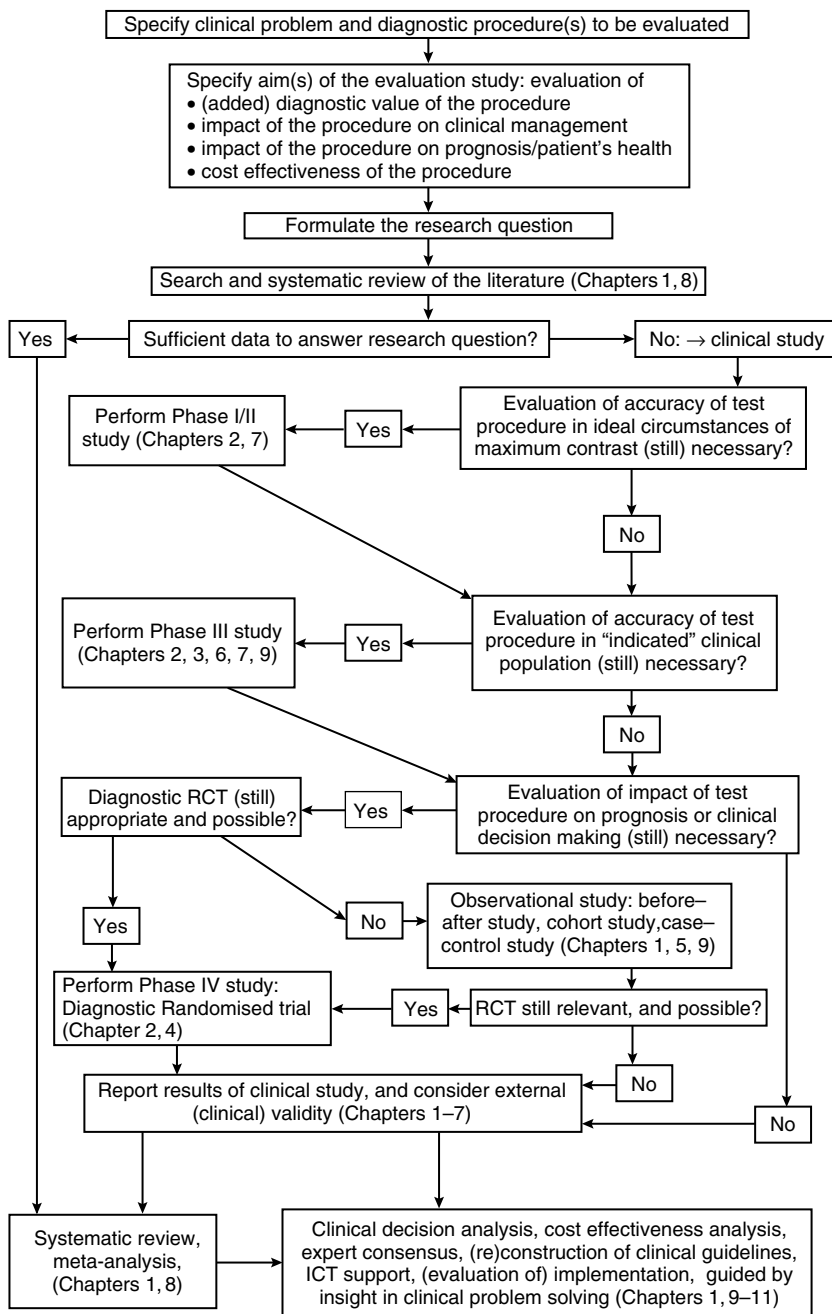 Specify clinical problem and diagnostic procedure(s) to be evaluated
Specify aim(s) of the evaluation study: evaluation of
• (added) diagnostic value of the procedure
• impact of the procedure on clinical management
• impact of the procedure on prognosis/patient's health
• cost effectiveness of the procedure
Formulate the research question
Search and systematic review of the literature (Chapters 1, 8)
Yes
Sufficient data to answer research question?
No: → clinical study
Perform Phase I/II
study (Chapters 2, 7)
Yes
Evaluation of accuracy of test
procedure in ideal circumstances of
maximum contrast (still) necessary?
No
Perform Phase III study
(Chapters 2, 3, 6, 7, 9)
Yes
Evaluation of accuracy of test
procedure in “indicated” clinical
population (still) necessary?
No
Diagnostic RCT (still)
appropriate and possible?
Yes
Evaluation of impact of test
procedure on prognosis or clinical
decision making (still) necessary?
Yes
No
Observational study: before–
after study, cohort study,case–
control study (Chapters 1, 5, 9)
Perform Phase IV study:
Diagnostic Randomised trial
(Chapter 2, 4)
Yes
RCT still relevant, and possible?
No
Report results of clinical study, and consider external
(clinical) validity (Chapters 1–7)
No
Systematic review,
meta-analysis,
(Chapters 1, 8)
Clinical decision analysis, cost effectiveness analysis,
expert consensus, (re)construction of clinical guidelines,
ICT support, (evaluation of) implementation, guided by
insight in clinical problem solving (Chapters 1, 9–11)